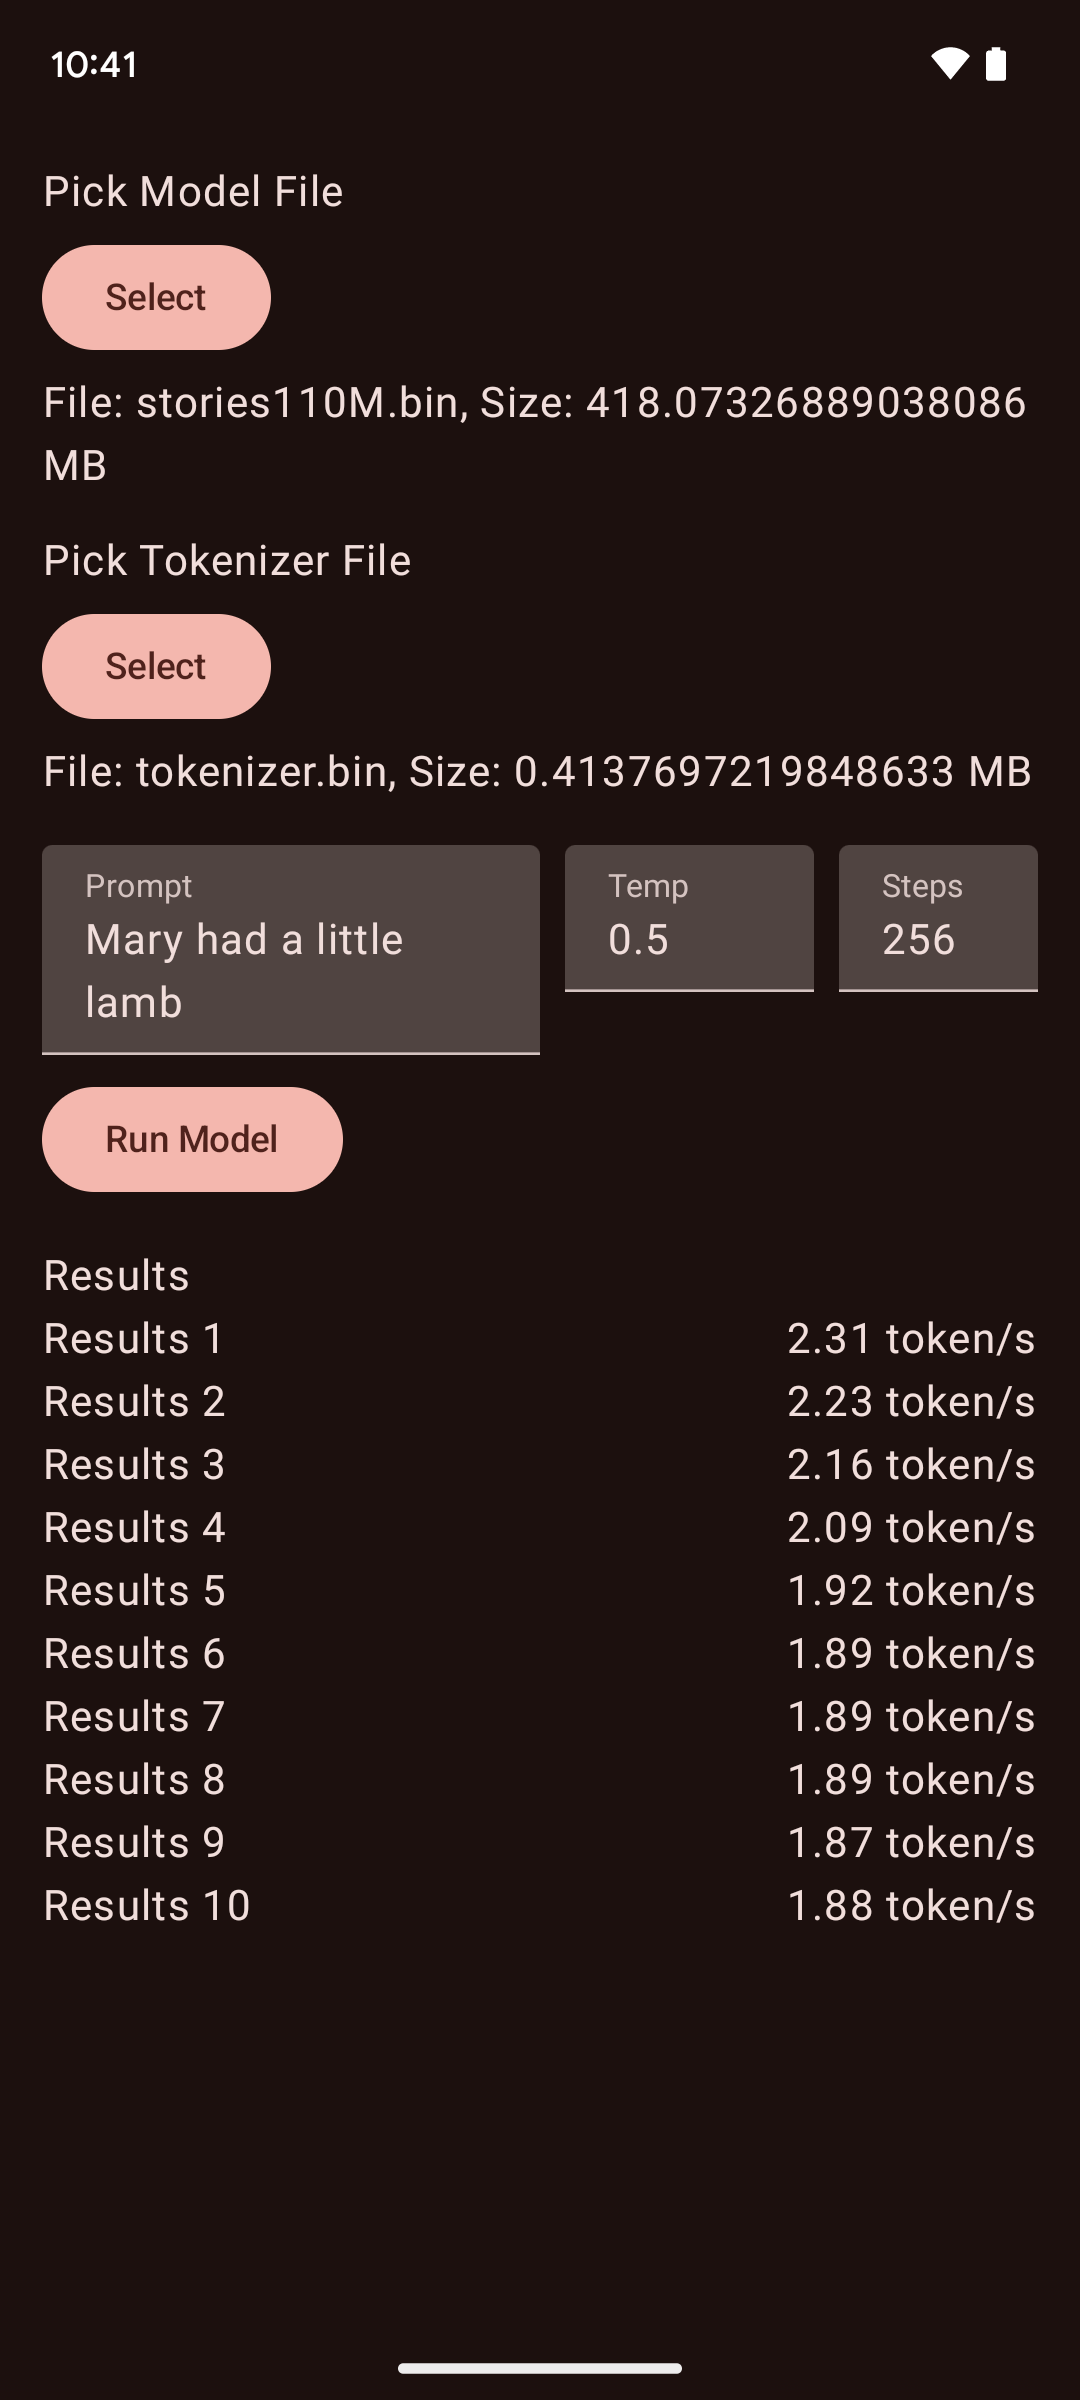 10:41
Pick Model File
Select
File: stories110M.bin, Size: 418.07326889038086
MB
Pick Tokenizer File
Select
File: tokenizer.bin, Size: 0.4137697219848633 MB
Prompt
Mary had a little
lamb
Temp
0.5
Steps
256
Run Model
Results
Results 1 2.31 token/s
Results 2 2.23 token/s
Results 3 2.16 token/s
Results 4 2.09 token/s
Results 5 1.92 token/s
Results 6 1.89 token/s
Results 7 1.89 token/s
Results 8 1.89 token/s
Results 9 1.87 token/s
Results 10 1.88 token/s